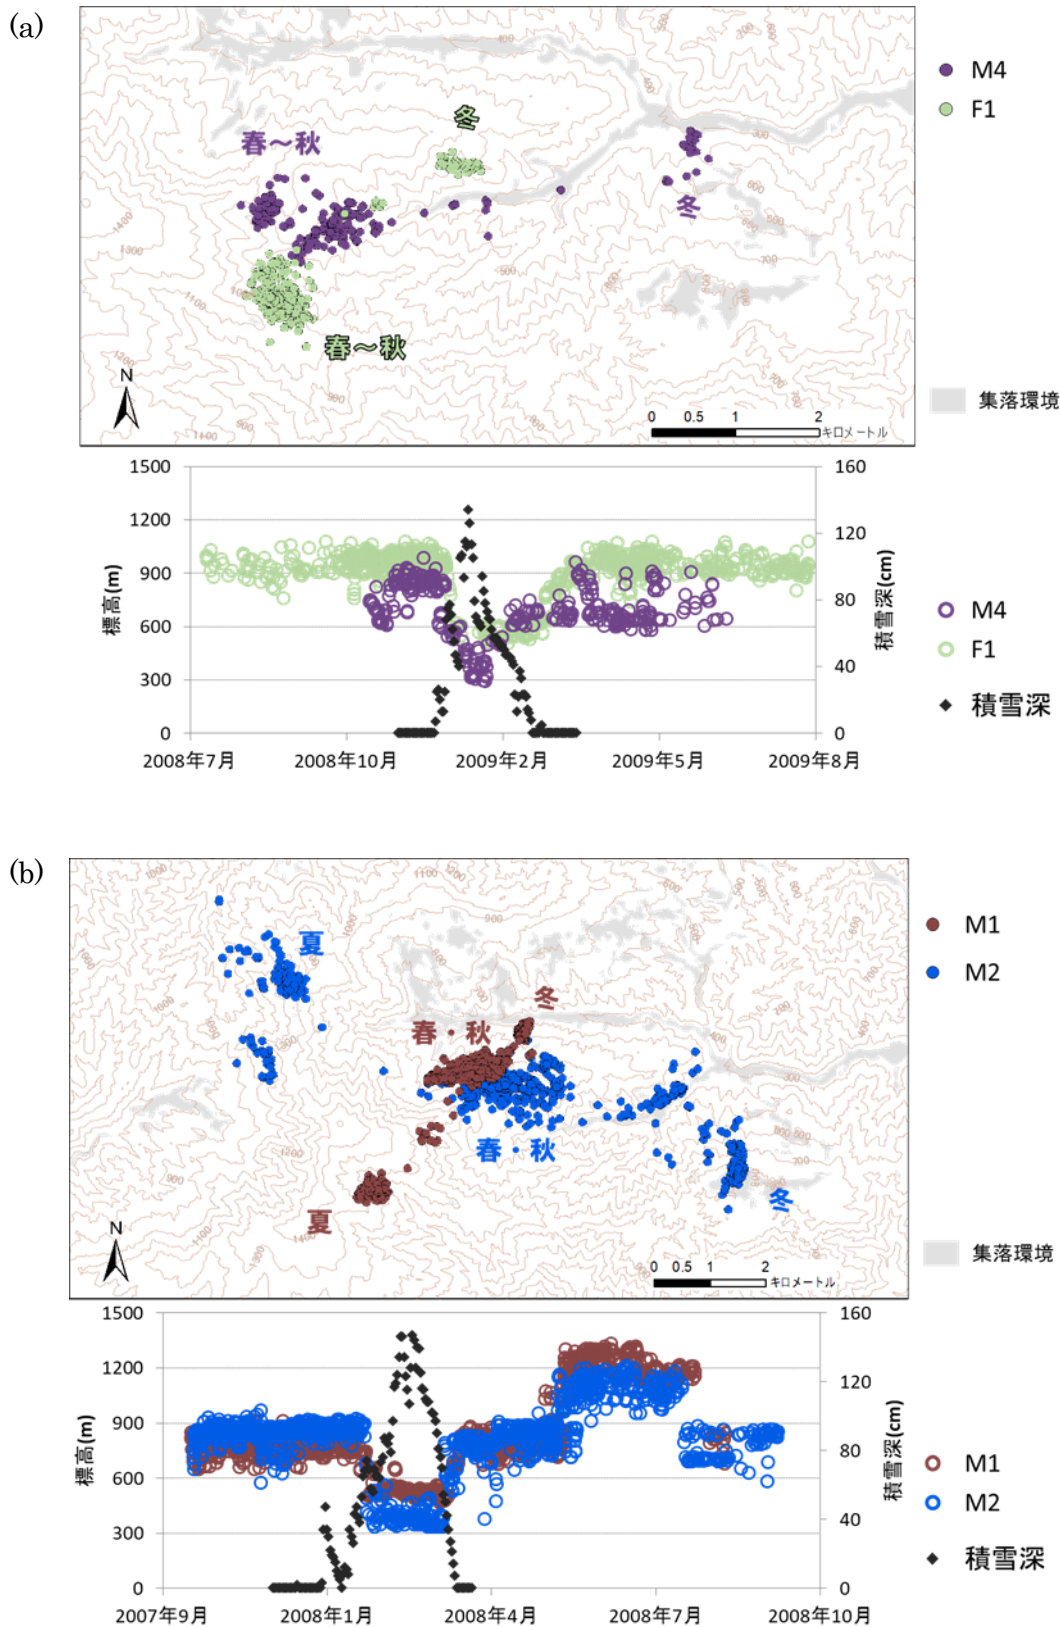 (a)
M4
F1
冬
春～秋
冬
春～秋
N
0 0.5 1 2
キロメートル
集落環境
1500
1200
900
600
300
0
標高(m)
160
120
80
40
0
積雪深(cm)
2008年7月 2008年10月 2009年2月 2009年5月 2009年8月
M4
F1
積雪深
(b)
M1
M2
夏
冬
春・秋
春・秋
冬
夏
N
0 0.5 1 2
キロメートル
集落環境
1500
1200
900
600
300
0
標高(m)
160
120
80
40
0
積雪深(cm)
2007年9月 2008年1月 2008年4月 2008年7月 2008年10月
M1
M2
積雪深